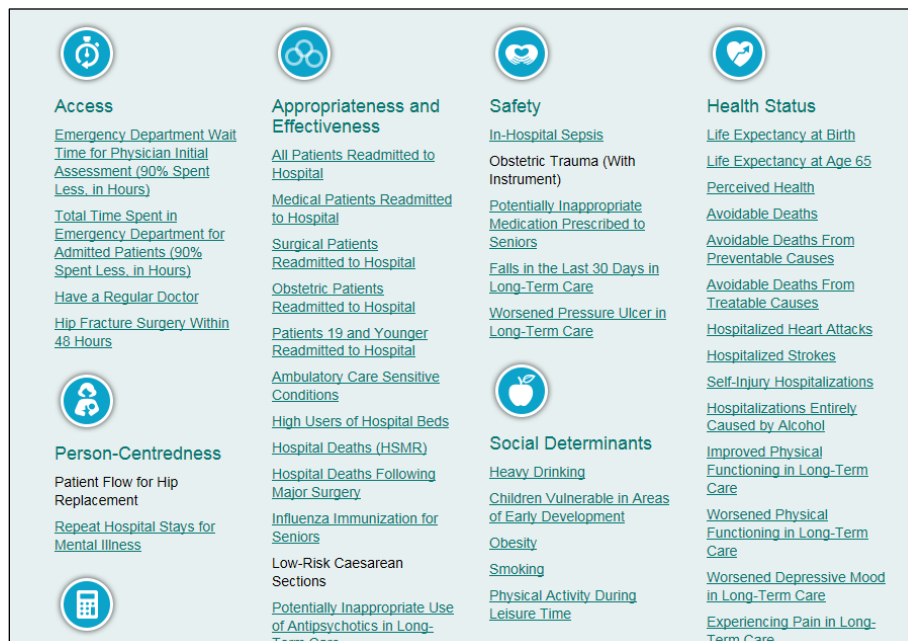 Access
Emergency Department Wait
Time for Physician Initial
Assessment (90% Spent
Less, in Hours)
Total Time Spent in
Emergency Department for
Admitted Patients (90%
Spent Less, in Hours)
Have a Regular Doctor
Hip Fracture Surgery Within
48 Hours
Person-Centredness
Patient Flow for Hip
Replacement
Repeat Hospital Stays for
Mental Illness
Appropriateness and
Effectiveness
All Patients Readmitted to
Hospital
Medical Patients Readmitted
to Hospital
Surgical Patients
Readmitted to Hospital
Obstetric Patients
Readmitted to Hospital
Patients 19 and Younger
Readmitted to Hospital
Ambulatory Care Sensitive
Conditions
High Users of Hospital Beds
Hospital Deaths (HSMR)
Hospital Deaths Following
Major Surgery
Influenza Immunization for
Seniors
Low-Risk Caesarean
Sections
Potentially Inappropriate Use
of Antipsychotics in Long-
Term Care
Safety
In-Hospital Sepsis
Obstetric Trauma (With
Instrument)
Potentially Inappropriate
Medication Prescribed to
Seniors
Falls in the Last 30 Days in
Long-Term Care
Worsened Pressure Ulcer in
Long-Term Care
Social Determinants
Heavy Drinking
Children Vulnerable in Areas
of Early Development
Obesity
Smoking
Physical Activity During
Leisure Time
Health Status
Life Expectancy at Birth
Life Expectancy at Age 65
Perceived Health
Avoidable Deaths
Avoidable Deaths From
Preventable Causes
Avoidable Deaths From
Treatable Causes
Hospitalized Heart Attacks
Hospitalized Strokes
Self-Injury Hospitalizations
Hospitalizations Entirely
Caused by Alcohol
Improved Physical
Functioning in Long-Term
Care
Worsened Physical
Functioning in Long-Term
Care
Worsened Depressive Mood
in Long-Term Care
Experiencing Pain in Long-
Term Care